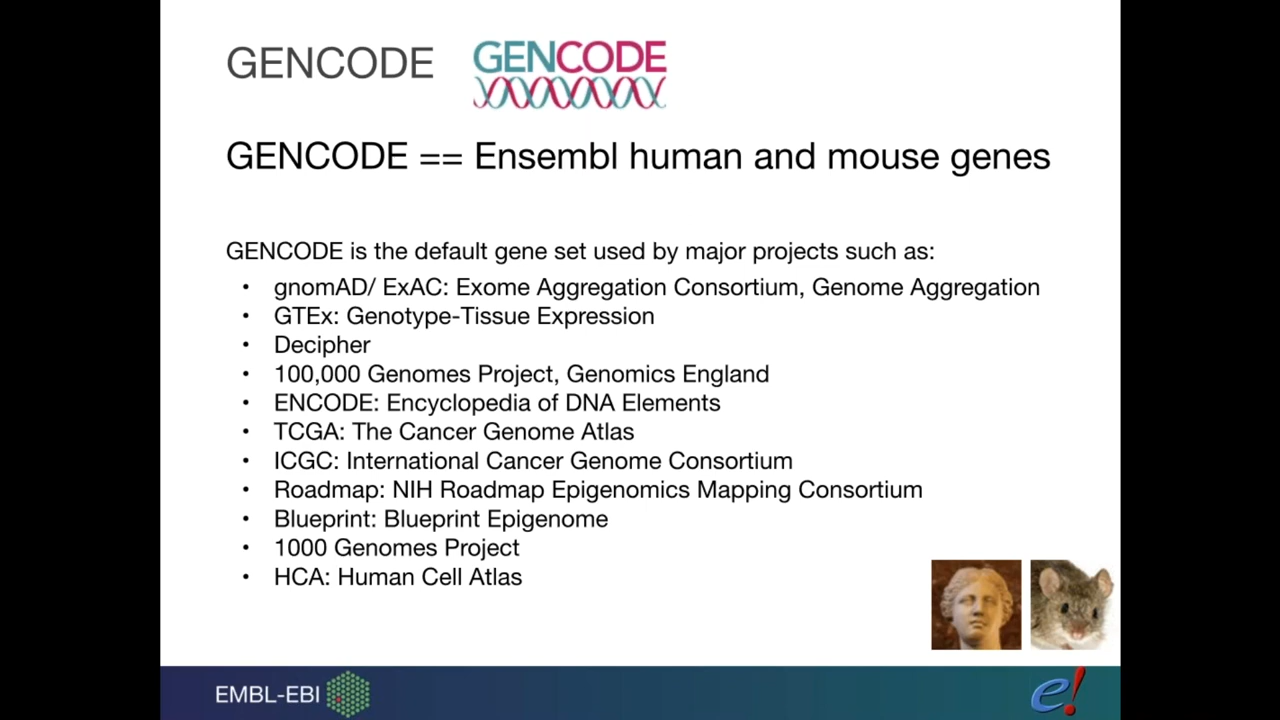 GENCODE
GENCODE
GENCODE == Ensembl human and mouse genes
GENCODE is the default gene set used by major projects such as:
• gnomAD/ ExAC: Exome Aggregation Consortium, Genome Aggregation
• GTEx: Genotype-Tissue Expression
• Decipher
• 100,000 Genomes Project, Genomics England
• ENCODE: Encyclopedia of DNA Elements
• TCGA: The Cancer Genome Atlas
• ICGC: International Cancer Genome Consortium
• Roadmap: NIH Roadmap Epigenomics Mapping Consortium
• Blueprint: Blueprint Epigenome
• 1000 Genomes Project
• HCA: Human Cell Atlas
EMBL-EBI
e!